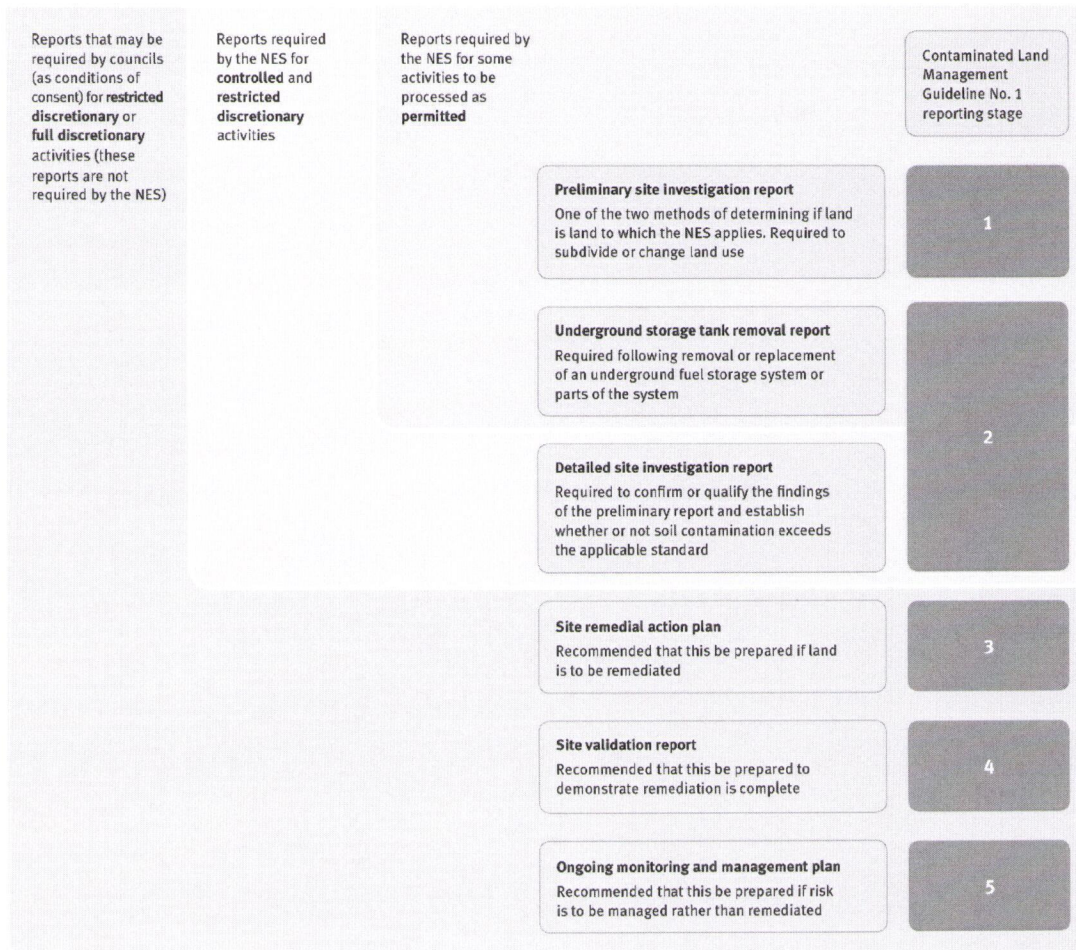 Reports that may be
required by councils
(as conditions of
consent) for restricted
discretionary or
full discretionary
activities (these
reports are not
required by the NES)
Reports required
by the NES for
controlled and
restricted
discretionary
activities
Reports required by
the NES for some
activities to be
processed as
permitted
Contaminated Land
Management
Guideline No. 1
reporting stage
Preliminary site investigation report
One of the two methods of determining if land
is land to which the NES applies. Required to
subdivide or change land use
1
Underground storage tank removal report
Required following removal or replacement
of an underground fuel storage system or
parts of the system
2
Detailed site investigation report
Required to confirm or qualify the findings
of the preliminary report and establish
whether or not soil contamination exceeds
the applicable standard
Site remedial action plan
Recommended that this be prepared if land
is to be remediated
3
Site validation report
Recommended that this be prepared to
demonstrate remediation is complete
4
Ongoing monitoring and management plan
Recommended that this be prepared if risk
is to be managed rather than remediated
5